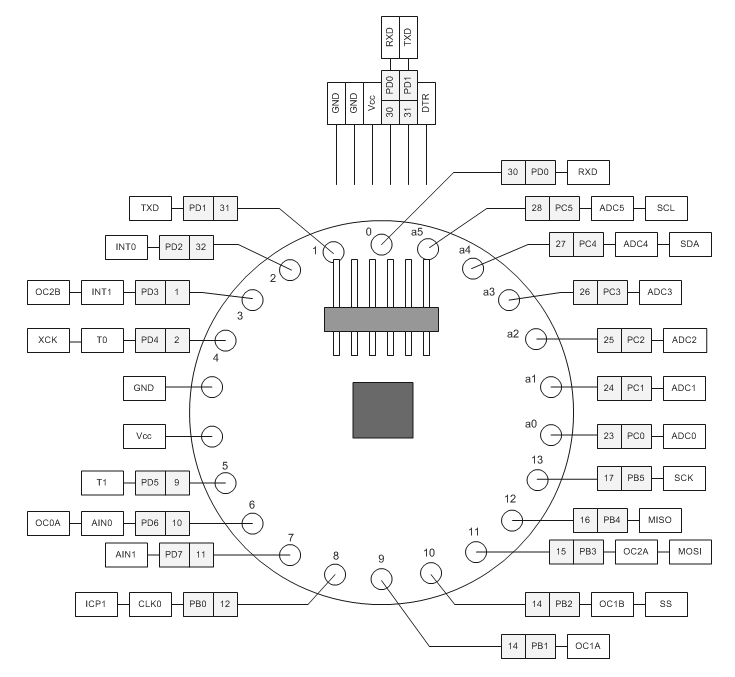 RXD TXD
PD0 PD1
GND GND Vcc 30 31 DTR
30 PD0 RXD
TXD PD1 31 1 0 a5 28 PC5 ADC5 SCL
INT0 PD2 32 2 a4 27 PC4 ADC4 SDA
OC2B INT1 PD3 1 3 a3 26 PC3 ADC3
XCK T0 PD4 2 4 a2 25 PC2 ADC2
GND a1 24 PC1 ADC1
Vcc a0 23 PC0 ADC0
T1 PD5 9 5 13 17 PB5 SCK
OC0A AIN0 PD6 10 6 12 16 PB4 MISO
AIN1 PD7 11 7 11 15 PB3 OC2A MOSI
ICP1 CLK0 PB0 12 8 9 10 14 PB2 OC1B SS
14 PB1 OC1A